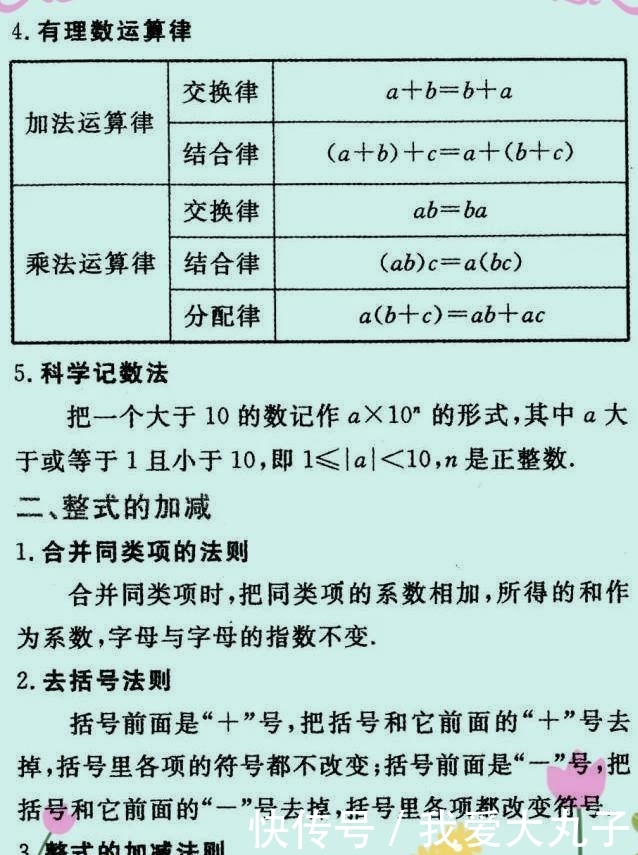 4. 有理数运算律
加法运算律
交换律
a+b=b+a
结合律
(a+b)+c=a+(b+c)
乘法运算律
交换律
ab=ba
结合律
(ab)c=a(bc)
分配律
a(b+c)=ab+ac
5. 科学记数法
把一个大于 10 的数记作 a×10ⁿ 的形式,其中 a 大
于或等于 1 且小于 10,即 1≤|a|<10,n 是正整数.
二、整式的加减
1. 合并同类项的法则
合并同类项时,把同类项的系数相加,所得的和作
为系数,字母与字母的指数不变.
2. 去括号法则
括号前面是“+”号,把括号和它前面的“+”号去
掉,括号里各项的符号都不改变;括号前面是“-”号,把
括号和它前面的“-”号去掉,括号里各项都改变符号
快传号 / 我爱大丸子
3. 整式的加减法则